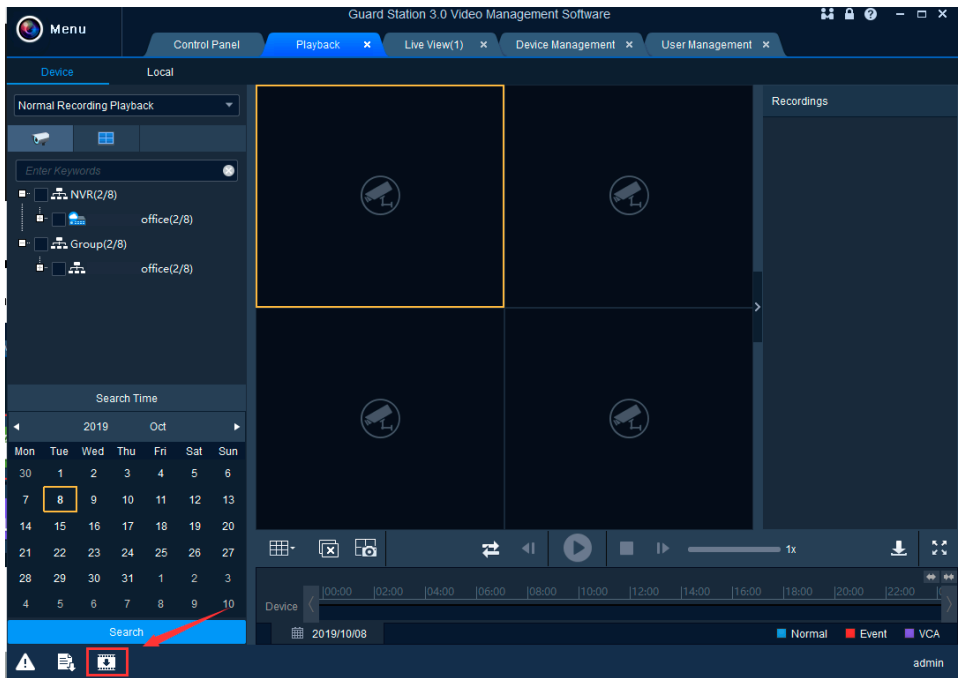 Guard Station 3.0 Video Management Software
Menu
Control Panel
Playback
Live View(1)
Device Management
User Management
Device
Local
Normal Recording Playback
Recordings
Enter Keywords
NVR(2/8)
office(2/8)
Group(2/8)
office(2/8)
Search Time
2019 Oct
Mon Tue Wed Thu Fri Sat Sun
30 1 2 3 4 5 6
7 8 9 10 11 12 13
14 15 16 17 18 19 20
21 22 23 24 25 26 27
28 29 30 31 1 2 3
4 5 6 7 8 9 10
Search
1x
00:00 02:00 04:00 06:00 08:00 10:00 12:00 14:00 16:00 18:00 20:00 22:00
Device
2019/10/08
Normal Event VCA
admin